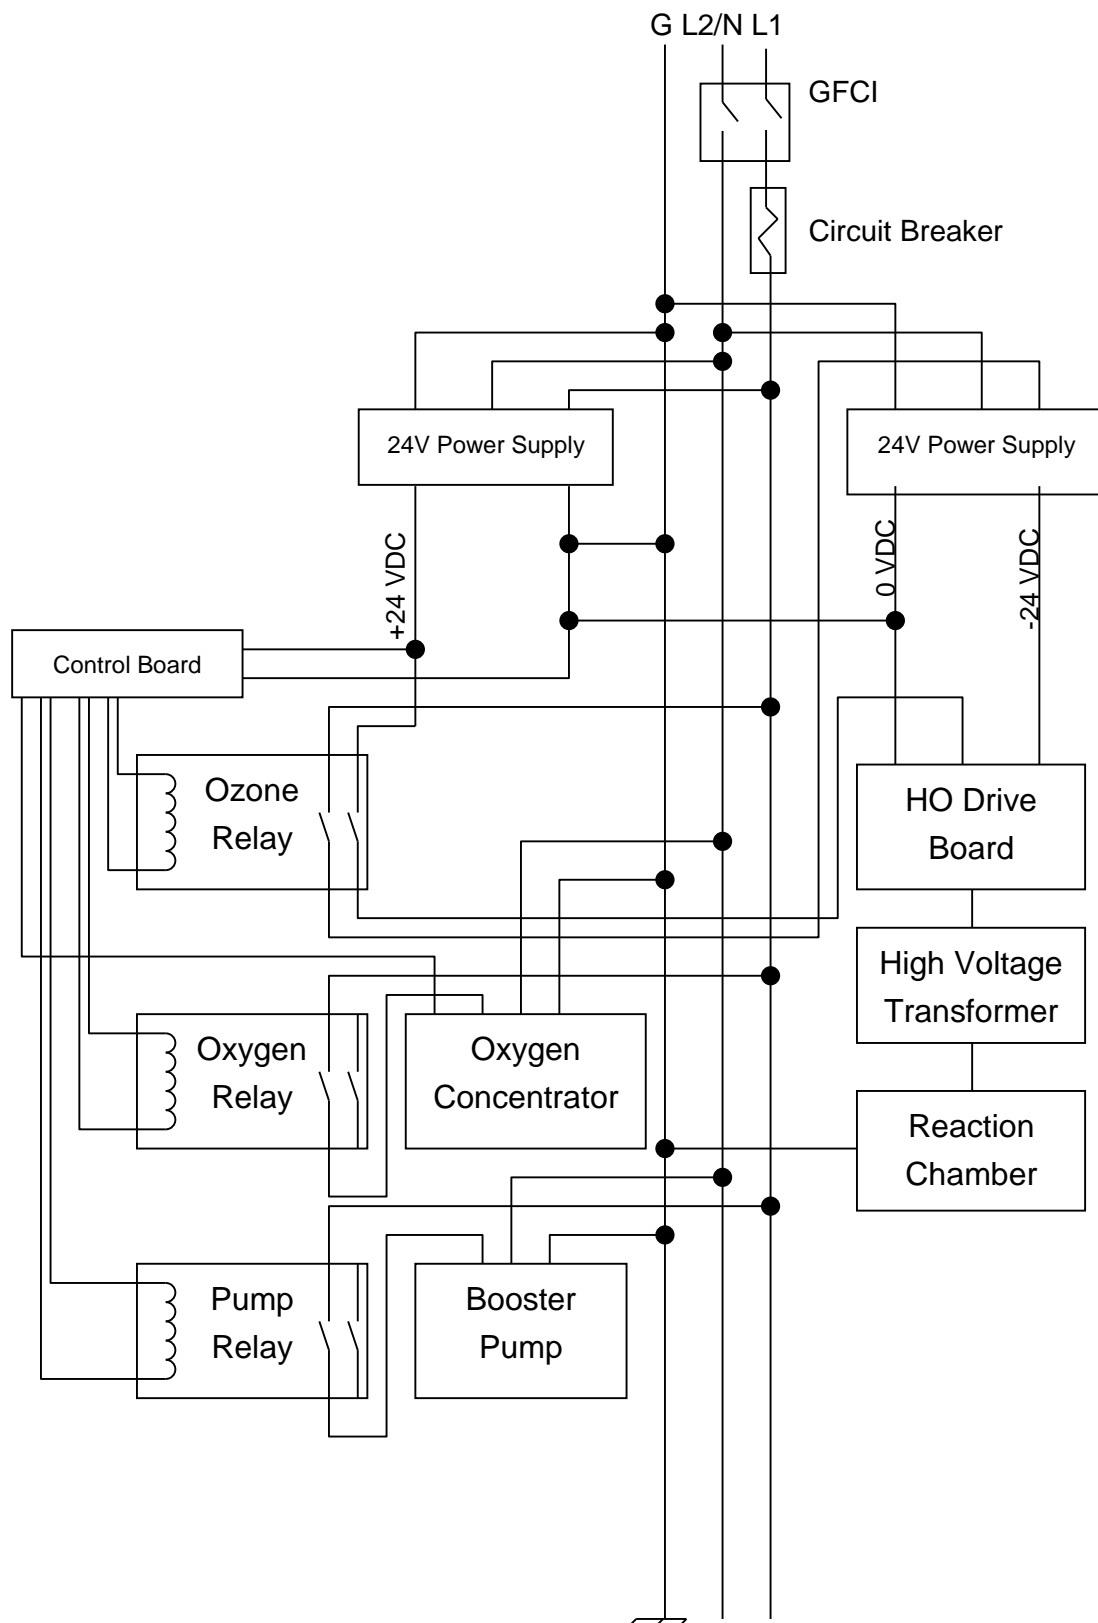 G L2/N L1
GFCI
Circuit Breaker
24V Power Supply
24V Power Supply
+24 VDC
0 VDC
-24 VDC
Control Board
Ozone
Relay
HO Drive
Board
High Voltage
Transformer
Oxygen
Relay
Oxygen
Concentrator
Reaction
Chamber
Pump
Relay
Booster
Pump